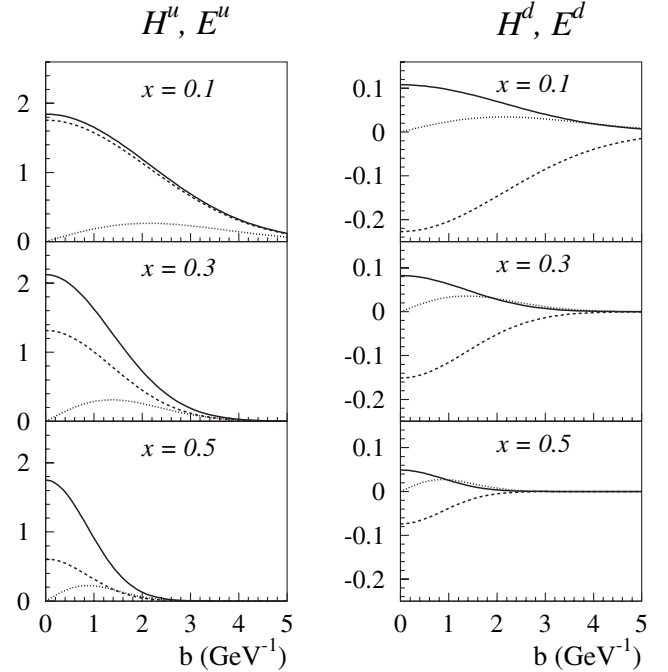 H^u, E^u
H^d, E^d
x = 0.1
2
1
0
x = 0.3
2
1
0
x = 0.5
2
1
0
0 1 2 3 4 5
b (GeV^-1)
x = 0.1
0.1
0
-0.1
-0.2
x = 0.3
0.1
0
-0.1
-0.2
x = 0.5
0.1
0
-0.1
-0.2
0 1 2 3 4 5
b (GeV^-1)